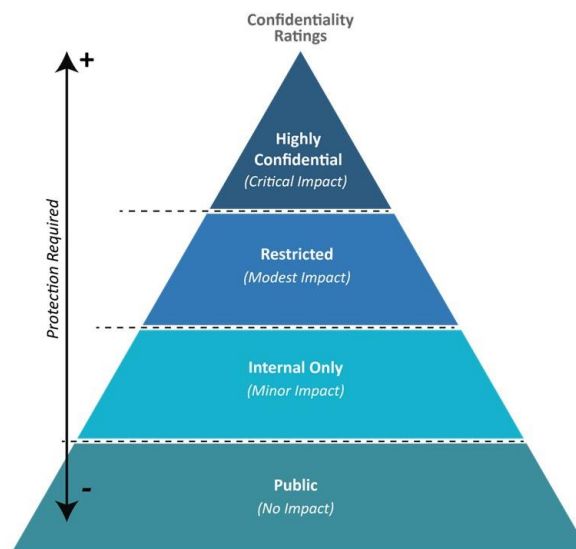 Confidentiality
Ratings
+
Protection Required
-
Highly
Confidential
(Critical Impact)
Restricted
(Modest Impact)
Internal Only
(Minor Impact)
Public
(No Impact)